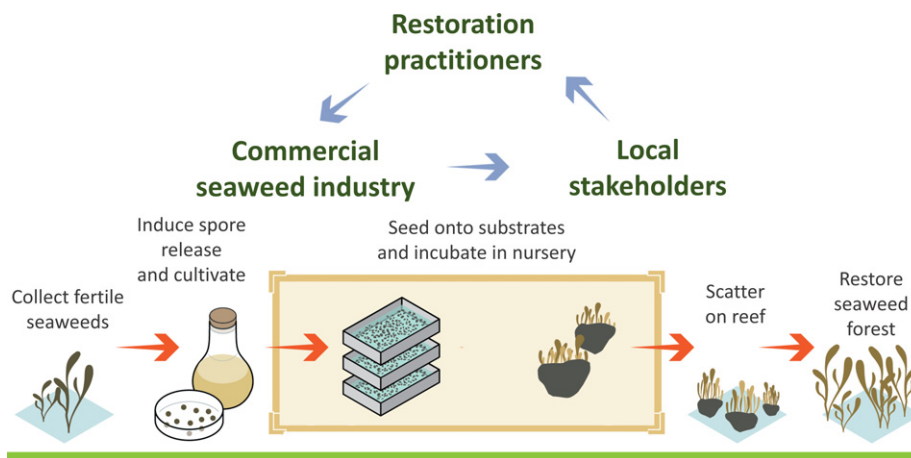 Restoration
practitioners
Commercial
seaweed industry
Local
stakeholders
Collect fertile
seaweeds
Induce spore
release
and cultivate
Seed onto substrates
and incubate in nursery
Scatter
on reef
Restore
seaweed
forest